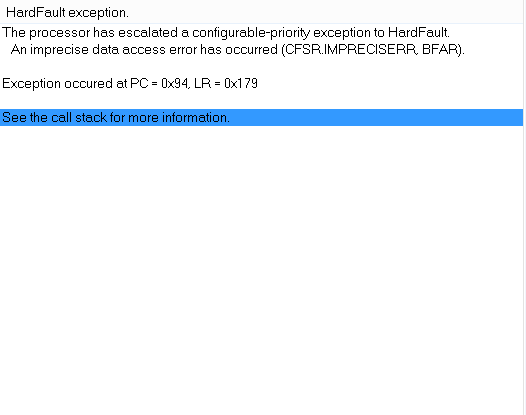 HardFault exception.
The processor has escalated a configurable-priority exception to HardFault.
An imprecise data access error has occurred (CFSR.IMPRECISERR, BFAR).
Exception occured at PC = 0x94, LR = 0x179
See the call stack for more information.